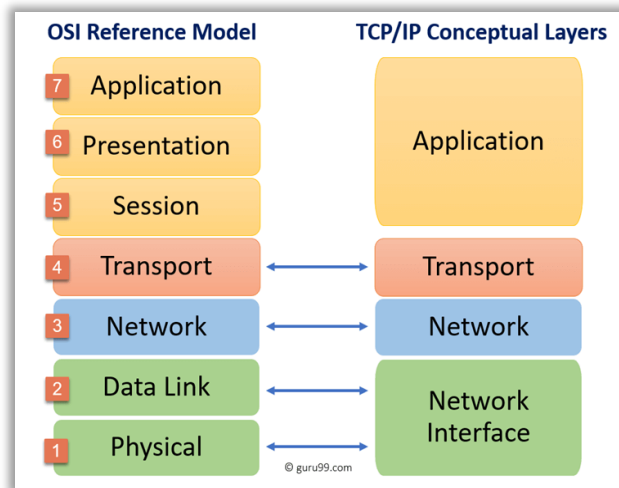 OSI Reference Model
TCP/IP Conceptual Layers
7 Application
6 Presentation
5 Session
Application
4 Transport
Transport
3 Network
Network
2 Data Link
1 Physical
Network
Interface
© guru99.com